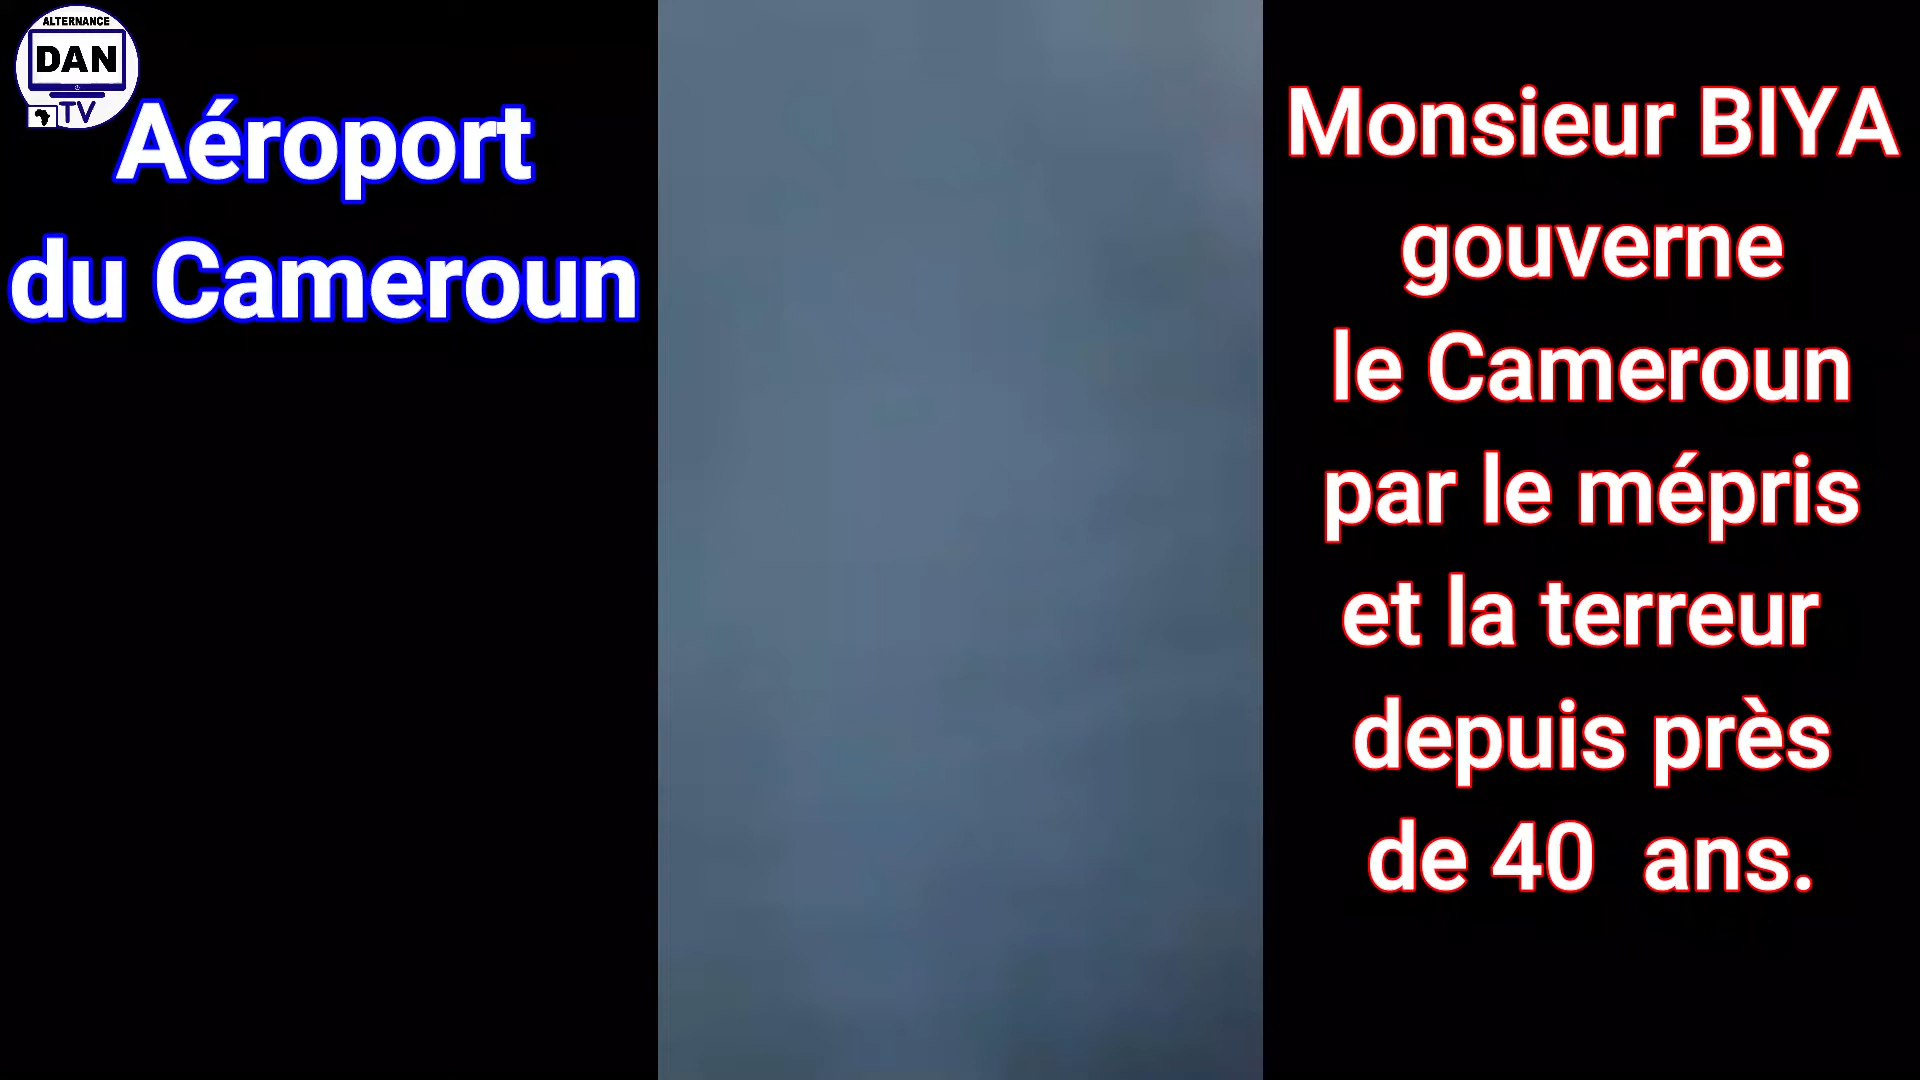 ALTERNANCE
DAN
TV
Aéroport
du Cameroun
Monsieur BIYA
gouverne
le Cameroun
par le mépris
et la terreur
depuis près
de 40 ans.